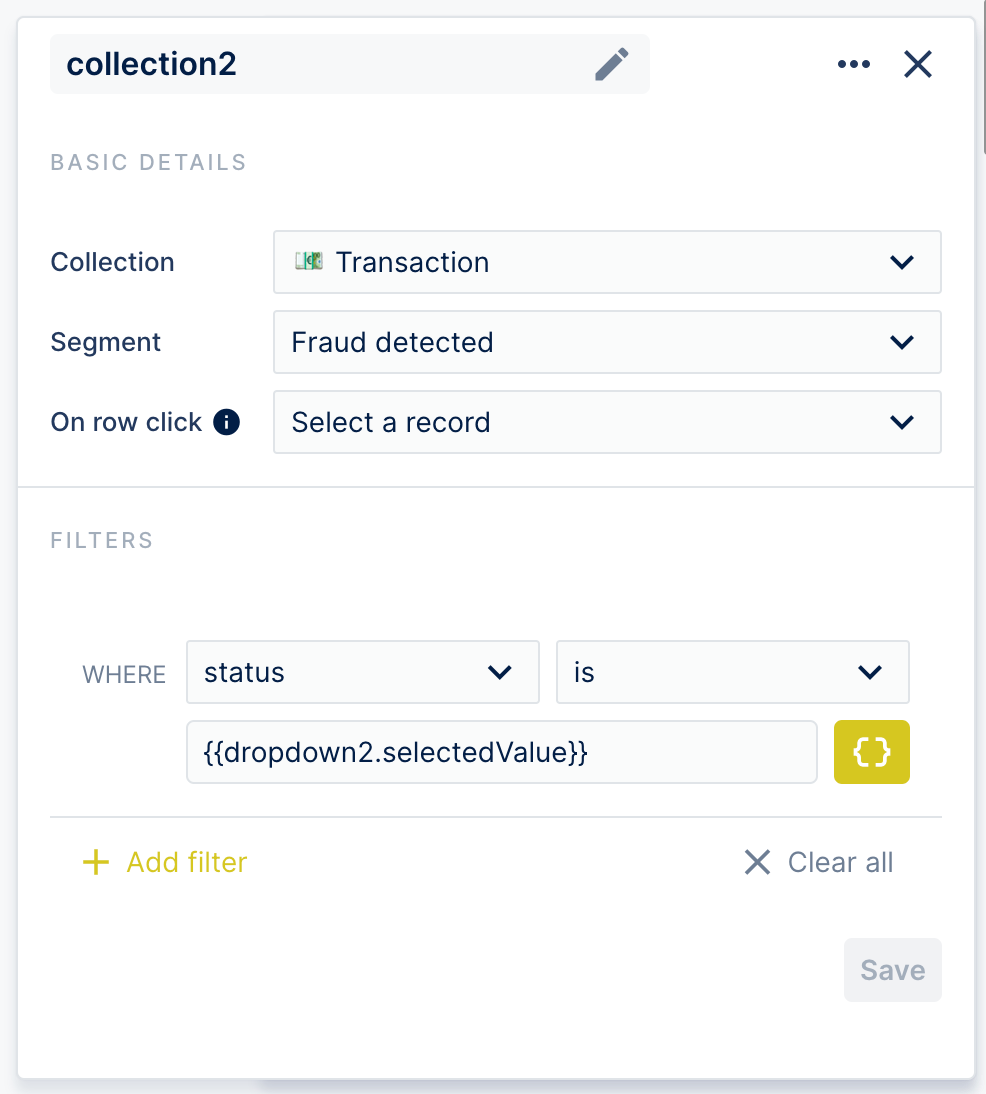 collection2
BASIC DETAILS
Collection
Transaction
Segment
Fraud detected
On row click
Select a record
FILTERS
WHERE status is
{{dropdown2.selectedValue}}
Add filter
Clear all
Save